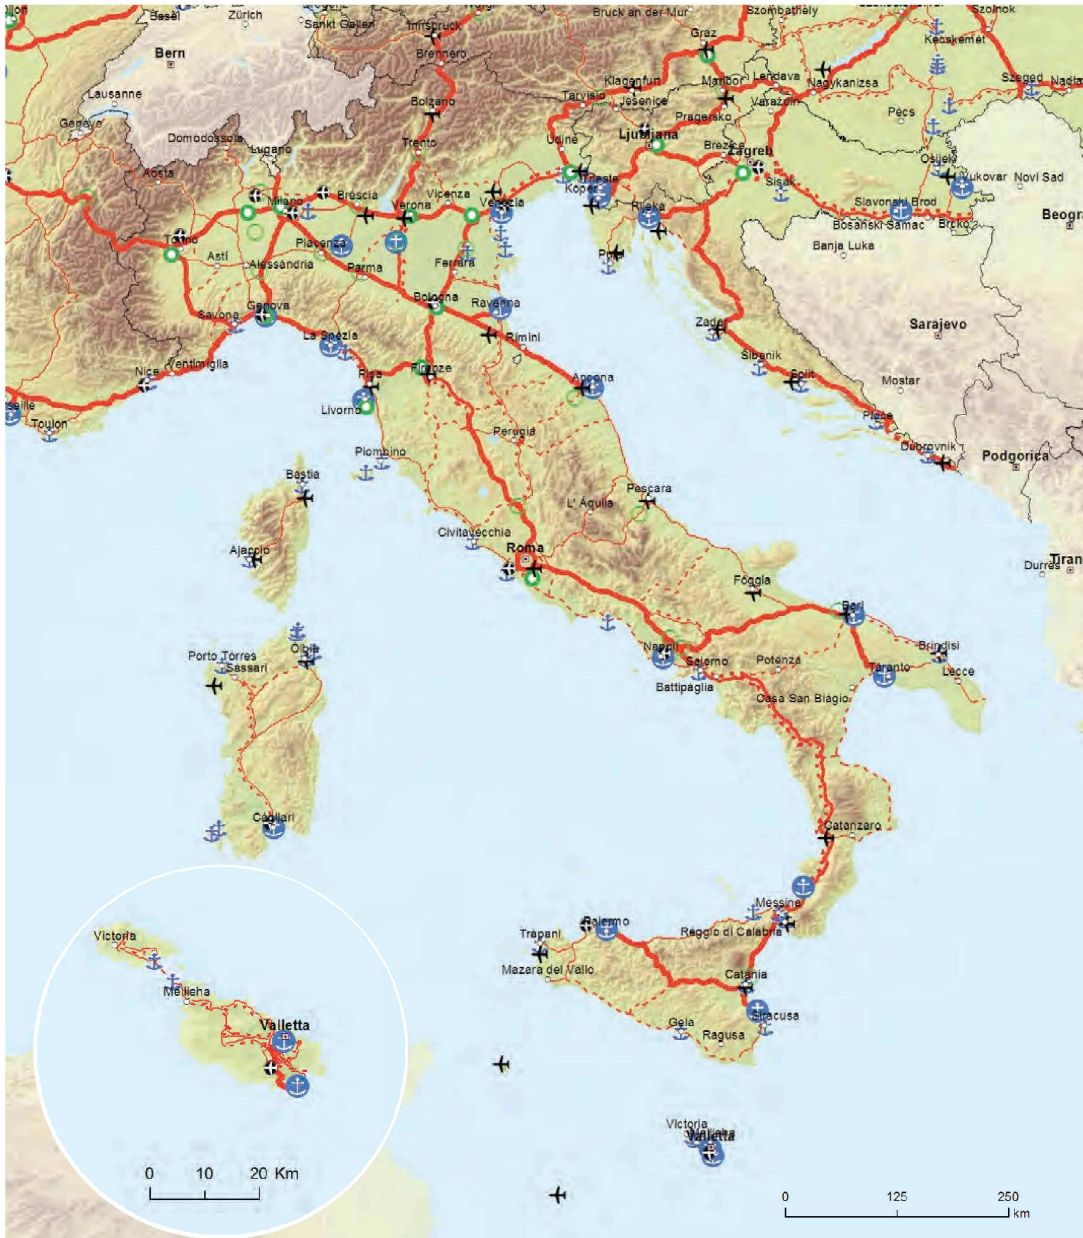 Basel
Zürich
Sankt Gallen
Innsbruck
Bruck an der Mur
Szombathely
Szolnok
Graz
Kecskemét
Bern
Brennero
Klagenfurt
Maribor
Lendava
Nagykanizsa
Szeged
Lausanne
Bolzano
Tarvisio
Jesenice
Varaždin
Pécs
Genève
Domodossola
Trento
Udine
Pragersko
Ljubljana
Brezice
Zagreb
Osijek
Lugano
Aosta
Trieste
Koper
Sisak
Vukovar
Novi Sad
Milano
Brescia
Verona
Vicenza
Venezia
Rijeka
Slavonski Brod
Bosanski Samac
Brcko
Torino
Piacenza
Banja Luka
Asti
Alessandria
Parma
Ferrara
Savona
Genova
Bologna
Ravenna
Sarajevo
La Spezia
Rimini
Zadar
Nice
Ventimiglia
Pisa
Firenze
Šibenik
Ancona
Split
Mostar
Toulon
Livorno
Ploče
Perugia
Dubrovnik
Piombino
Podgorica
Bastia
Pescara
L' Aquila
Civitavecchia
Ajaccio
Roma
Durrës
Foggia
Bari
Olbia
Brindisi
Porto Torres
Sassari
Napoli
Salerno
Potenza
Taranto
Lecce
Battipaglia
Casa San Biagio
Cagliari
Catanzaro
Messina
Palermo
Reggio di Calabria
Victoria
Trapani
Mazara del Vallo
Catania
Mellieha
Siracusa
Valletta
Gela
Ragusa
Victoria
Mellieha
Valletta
0 10 20 Km
0 125 250
km